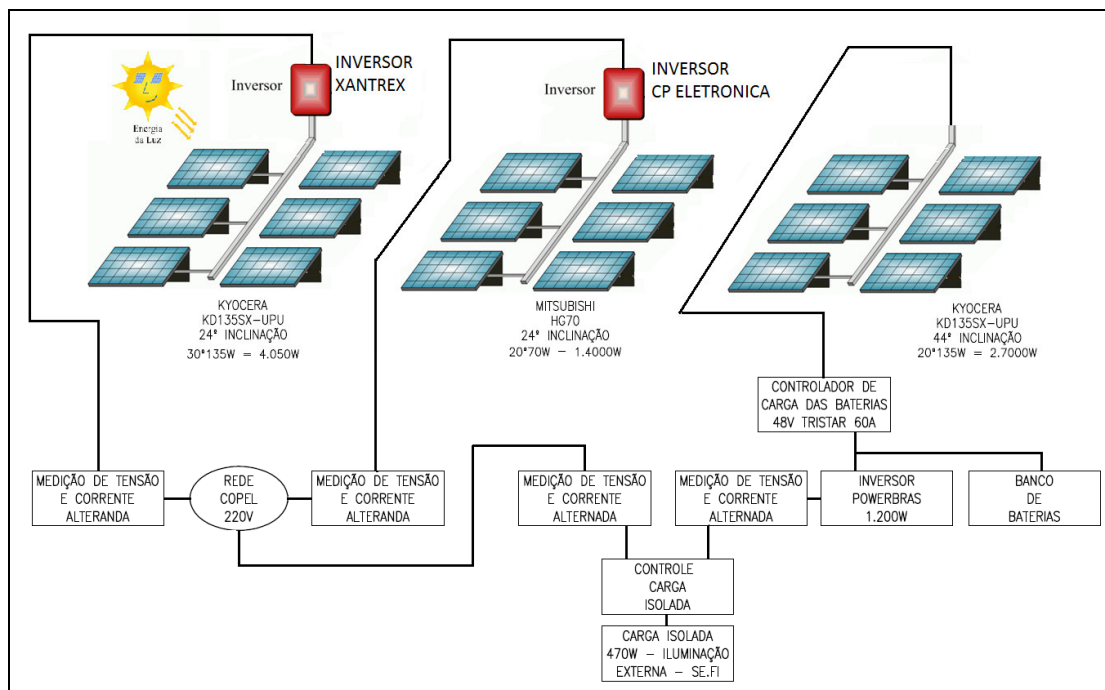 INVERSOR
XANTREX
Inversor
Energia
da Luz
INVERSOR
CP ELETRONICA
Inversor
KYOCERA
KD135SX-UPU
24° INCLINAÇÃO
30*135W = 4.050W
MITSUBISHI
HG70
24° INCLINAÇÃO
20*70W - 1.4000W
KYOCERA
KD135SX-UPU
44° INCLINAÇÃO
20*135W = 2.7000W
CONTROLADOR DE
CARGA DAS BATERIAS
48V TRISTAR 60A
MEDIÇÃO DE TENSÃO
E CORRENTE
ALTERANDA
REDE
COPEL
220V
MEDIÇÃO DE TENSÃO
E CORRENTE
ALTERANDA
MEDIÇÃO DE TENSÃO
E CORRENTE
ALTERNADA
MEDIÇÃO DE TENSÃO
E CORRENTE
ALTERNADA
INVERSOR
POWERBRAS
1.200W
BANCO
DE
BATERIAS
CONTROLE
CARGA
ISOLADA
CARGA ISOLADA
470W - ILUMINAÇÃO
EXTERNA - SE.FI